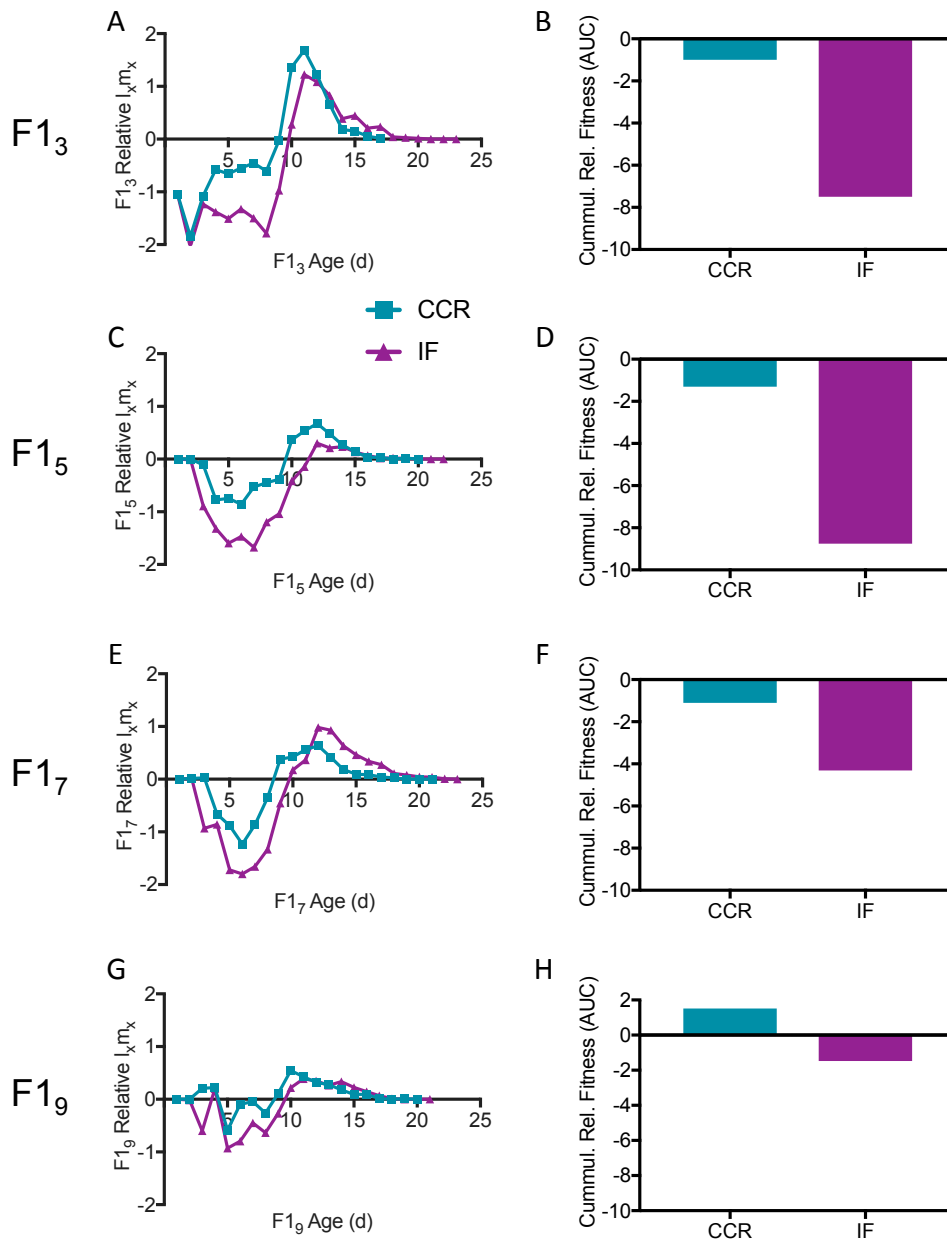 A
F1₃
F1₃ Relative lₓmₓ
2
1
0
-1
-2
5
10
15
20
25
F1₃ Age (d)
B
Cummul. Rel. Fitness (AUC)
0
-2
-4
-6
-8
-10
CCR
IF
CCR
IF
C
F1₅
F1₅ Relative lₓmₓ
2
1
0
-1
-2
5
10
15
20
25
F1₅ Age (d)
D
Cummul. Rel. Fitness (AUC)
0
-2
-4
-6
-8
-10
CCR
IF
E
F1₇
F1₇ Relative lₓmₓ
2
1
0
-1
-2
5
10
15
20
25
F1₇ Age (d)
F
Cummul. Rel. Fitness (AUC)
0
-2
-4
-6
-8
-10
CCR
IF
G
F1₉
F1₉ Relative lₓmₓ
2
1
0
-1
-2
5
10
15
20
25
F1₉ Age (d)
H
Cummul. Rel. Fitness (AUC)
2
0
-2
-4
-6
-8
-10
CCR
IF